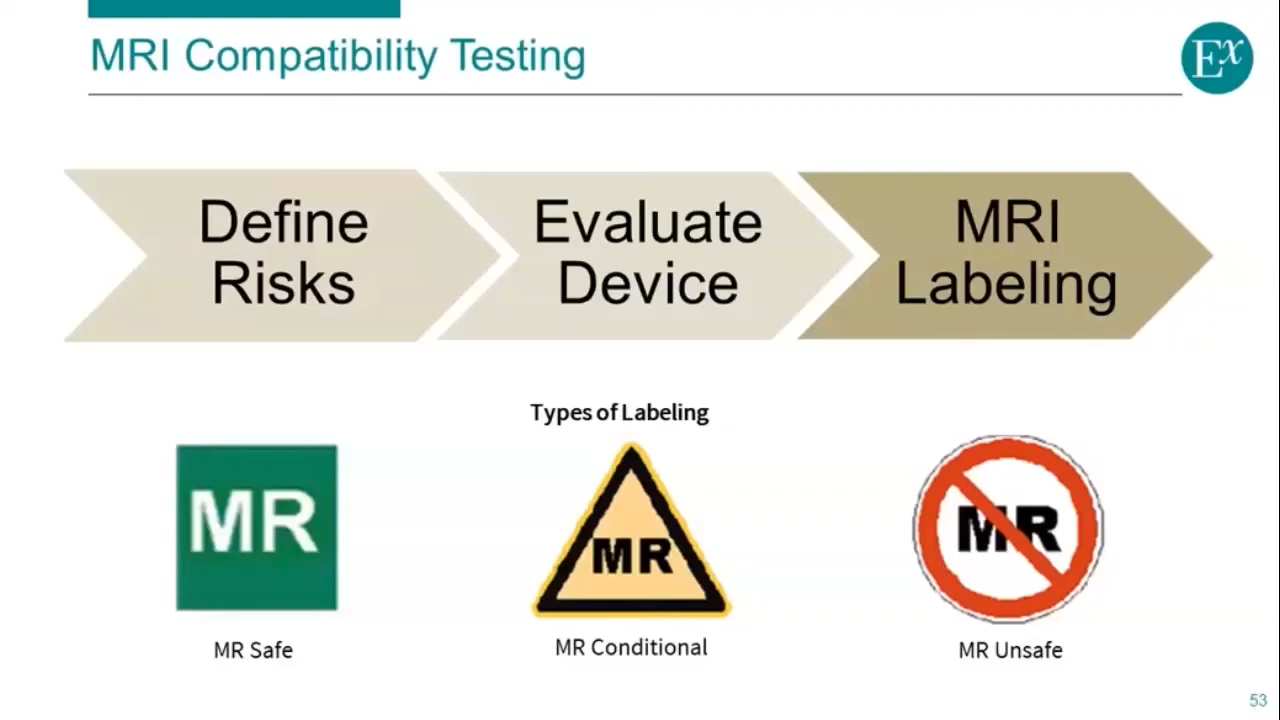 MRI Compatibility Testing
Ex
Define
Risks
Evaluate
Device
MRI
Labeling
Types of Labeling
MR
MR
MR
MR Safe
MR Conditional
MR Unsafe
53